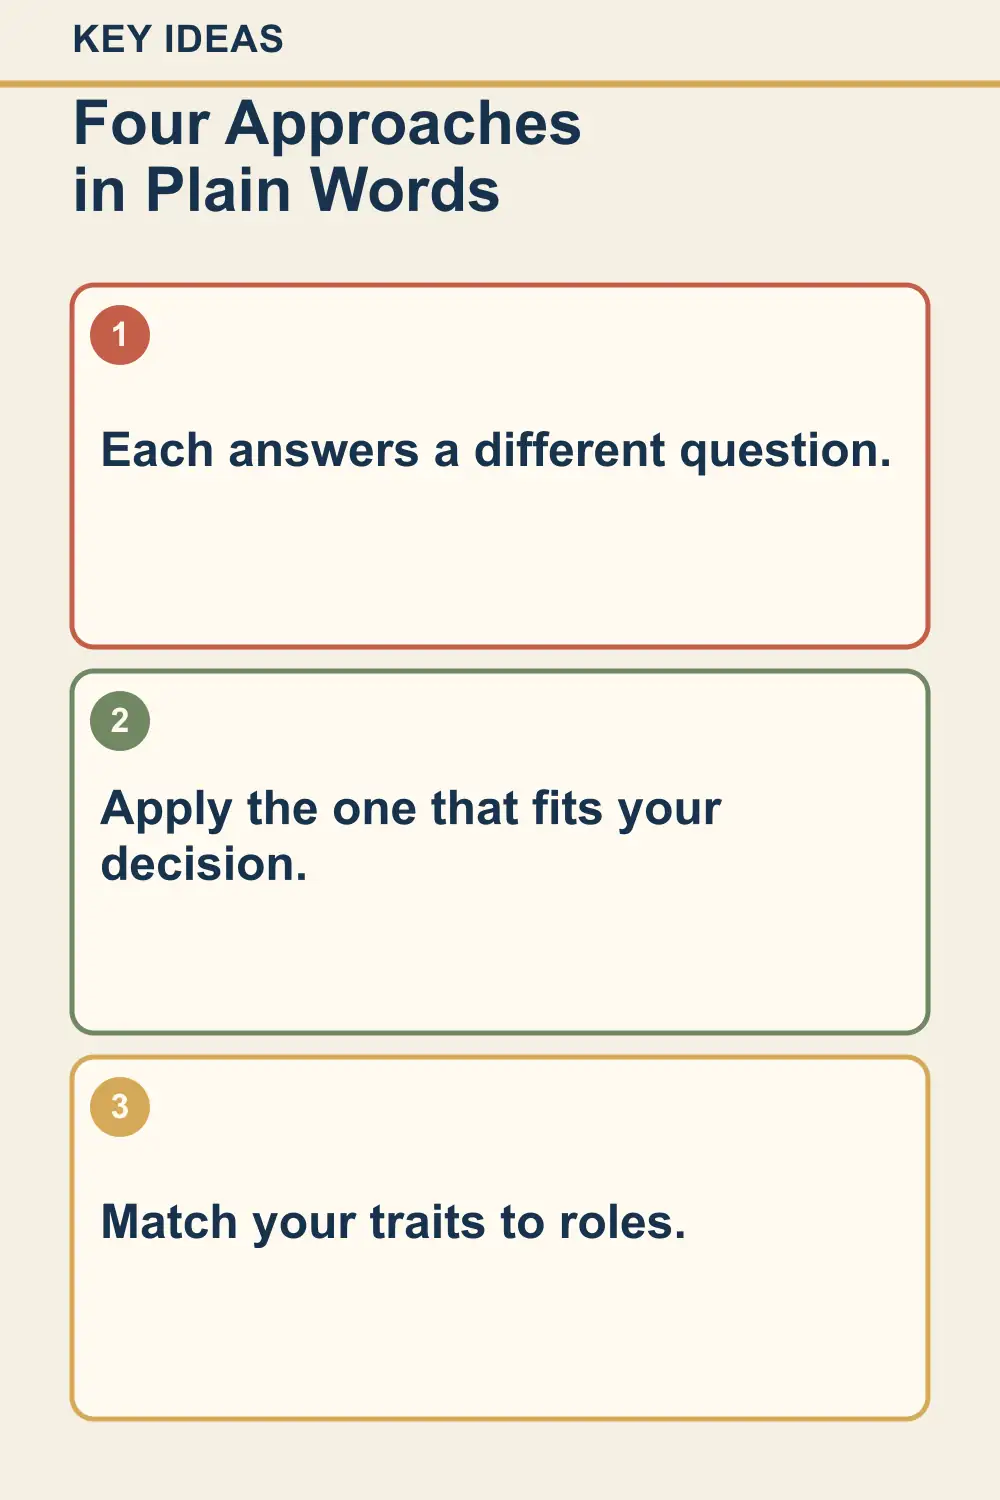 KEY IDEAS
Four Approaches
in Plain Words
1
Each answers a different question.
2
Apply the one that fits your
decision.
3
Match your traits to roles.